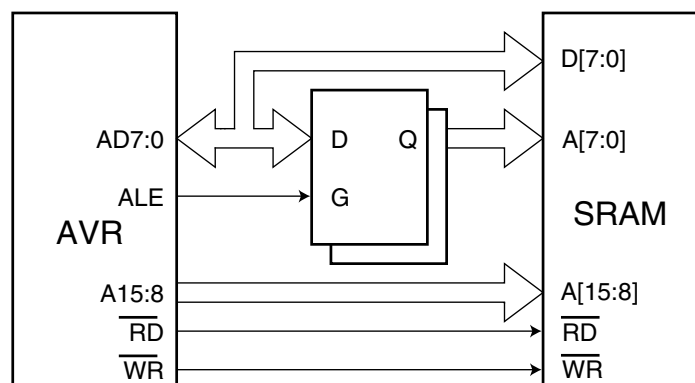 D[7:0]
AD7:0
D
Q
A[7:0]
ALE
G
AVR
SRAM
A15:8
A[15:8]
RD
RD
WR
WR